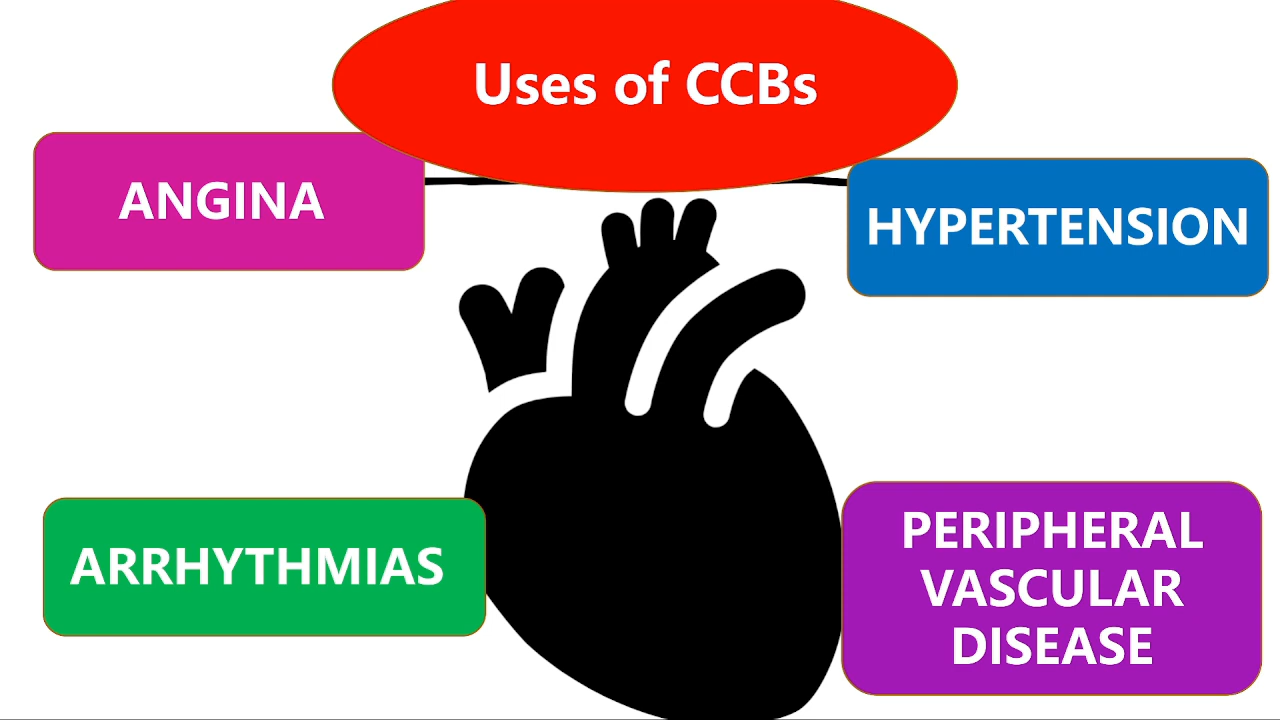 Uses of CCBs
ANGINA
HYPERTENSION
ARRHYTHMIAS
PERIPHERAL
VASCULAR
DISEASE